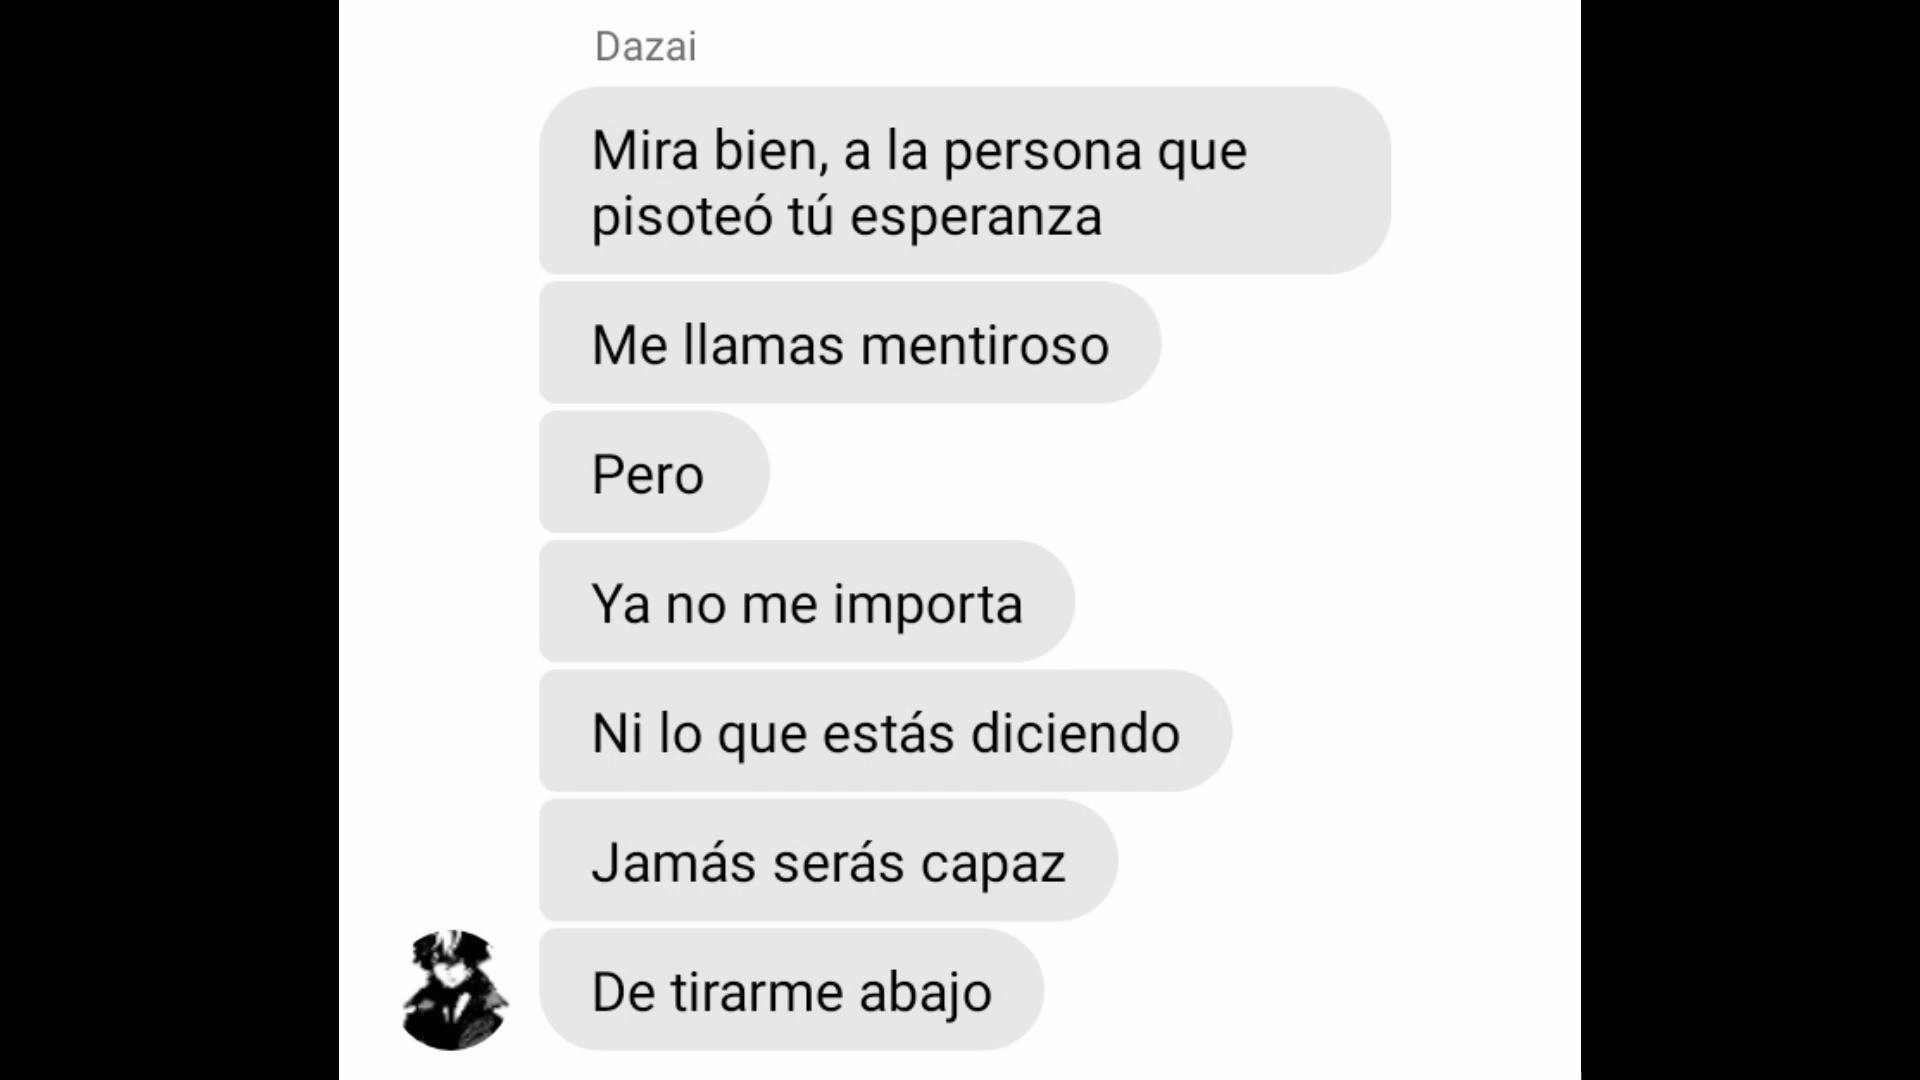 Dazai
Mira bien, a la persona que
pisoteó tú esperanza
Me llamas mentiroso
Pero
Ya no me importa
Ni lo que estás diciendo
Jamás serás capaz
De tirarme abajo